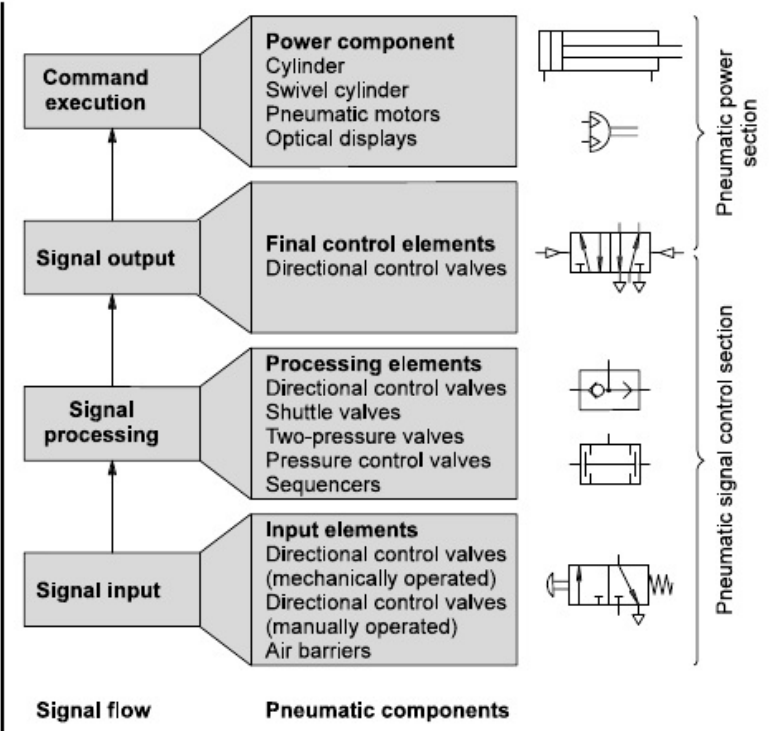 Command
execution
Power component
Cylinder
Swivel cylinder
Pneumatic motors
Optical displays
Pneumatic power
section
Signal output
Final control elements
Directional control valves
Signal
processing
Processing elements
Directional control valves
Shuttle valves
Two-pressure valves
Pressure control valves
Sequencers
Pneumatic signal control section
Signal input
Input elements
Directional control valves
(mechanically operated)
Directional control valves
(manually operated)
Air barriers
Signal flow
Pneumatic components